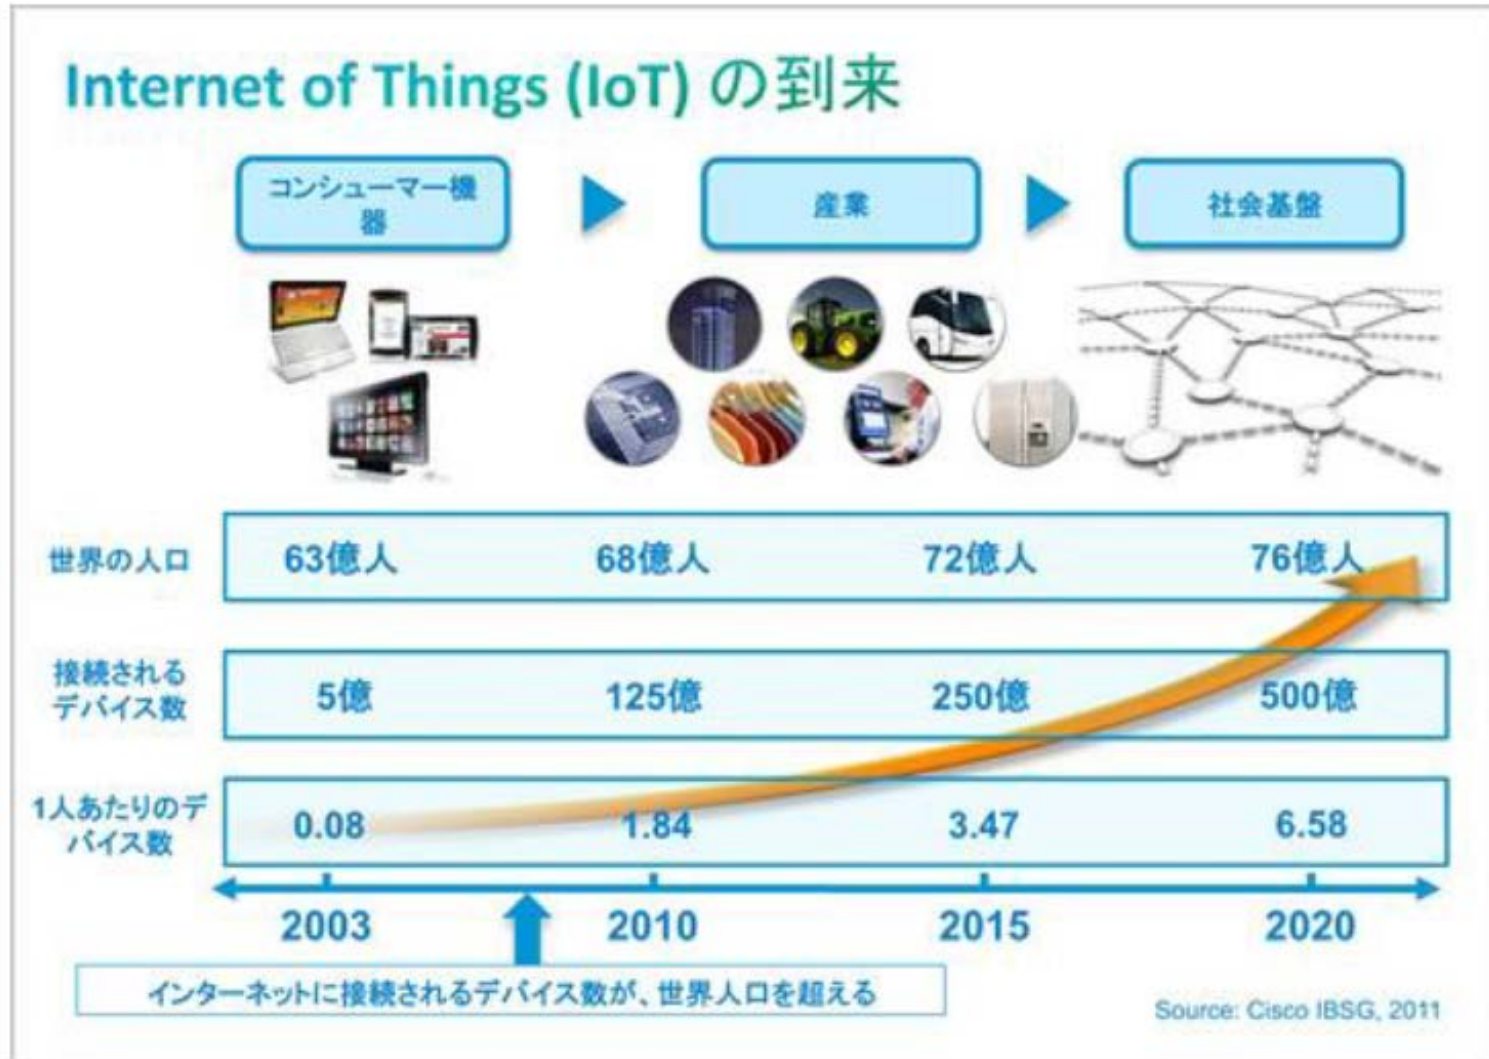 Internet of Things (IoT) の到来
コンシューマー機
器
産業
社会基盤
世界の人口
63億人
68億人
72億人
76億人
接続される
デバイス数
5億
125億
250億
500億
1人あたりのデ
バイス数
0.08
1.84
3.47
6.58
2003
2010
2015
2020
インターネットに接続されるデバイス数が、世界人口を超える
Source: Cisco IBSG, 2011